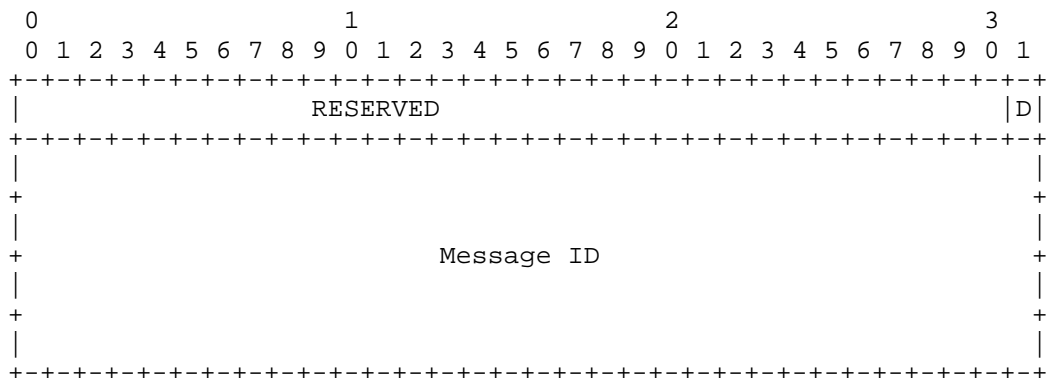 0                   1                   2                   3
 0 1 2 3 4 5 6 7 8 9 0 1 2 3 4 5 6 7 8 9 0 1 2 3 4 5 6 7 8 9 0 1
+-+-+-+-+-+-+-+-+-+-+-+-+-+-+-+-+-+-+-+-+-+-+-+-+-+-+-+-+-+-+-+-+
|                  RESERVED                                   |D|
+-+-+-+-+-+-+-+-+-+-+-+-+-+-+-+-+-+-+-+-+-+-+-+-+-+-+-+-+-+-+-+-+
|                                                               |
+                                                               +
|                                                               |
+                          Message ID                           +
|                                                               |
+                                                               +
|                                                               |
+-+-+-+-+-+-+-+-+-+-+-+-+-+-+-+-+-+-+-+-+-+-+-+-+-+-+-+-+-+-+-+-+